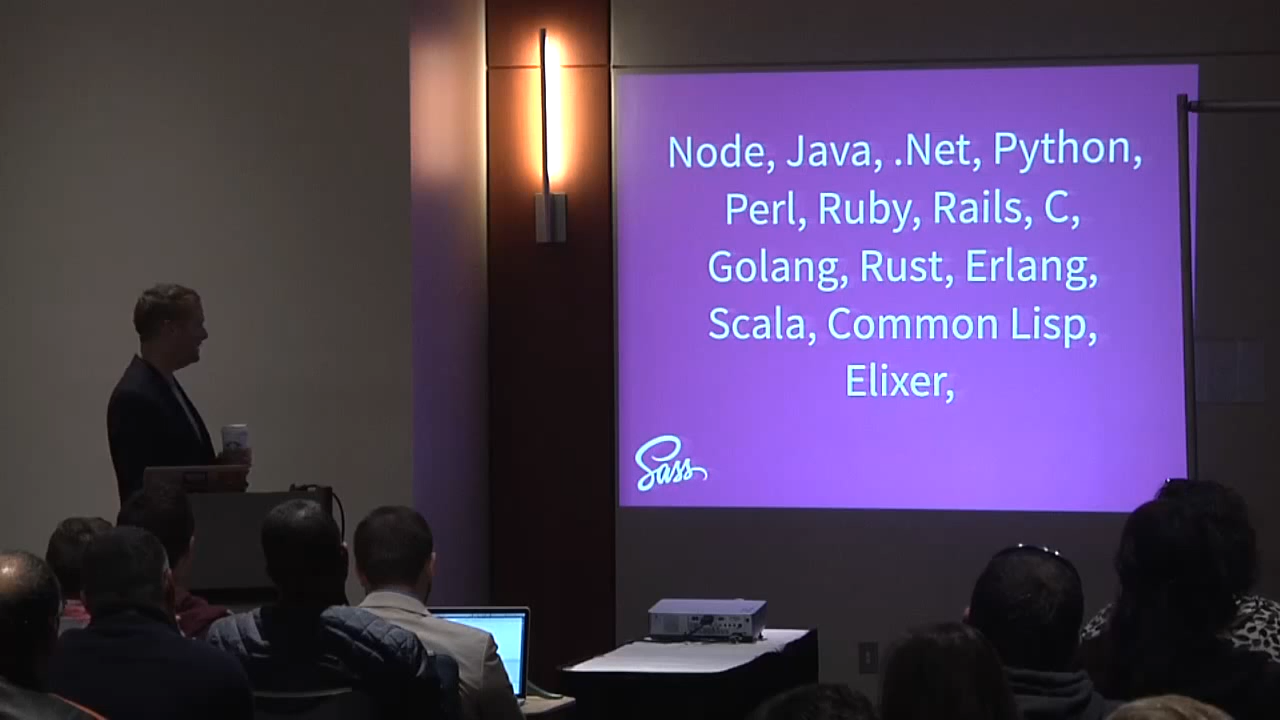 Node, Java, .Net, Python,
Perl, Ruby, Rails, C,
Golang, Rust, Erlang,
Scala, Common Lisp,
Elixer,
Sass